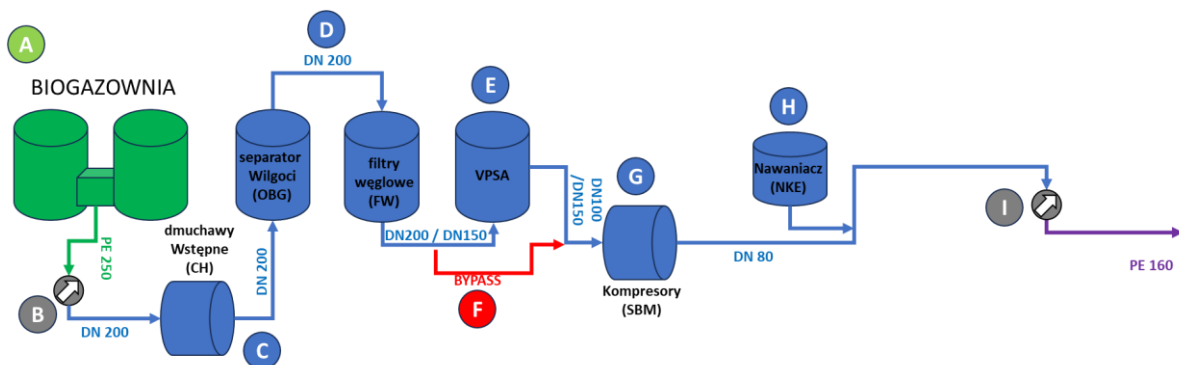 A
BIOGAZOWNIA
PE 250
B
DN 200
dmuchawy
Wstępne
(CH)
C
DN 200
separator
Wilgoci
(OBG)
D
DN 200
filtry
węglowe
(FW)
DN200 / DN150
E
VPSA
BYPASS
F
DN100
/DN150
G
Kompresory
(SBM)
DN 80
H
Nawaniacz
(NKE)
I
PE 160